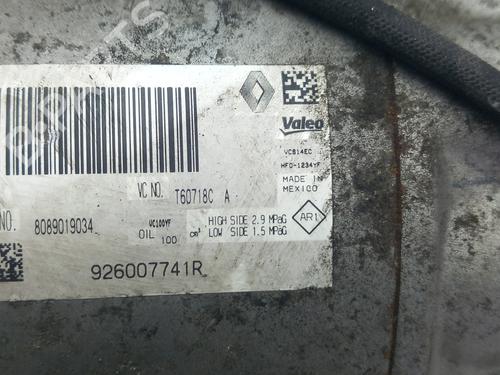 Valeo
VCS14EC
HFO-1234YF
MADE IN
MEXICO
VC NO. T60718C A
NO. 8089019034
VC100YF
OIL 100 cm³
HIGH SIDE 2.9 MPaG
LOW SIDE 1.5 MPaG
AR1
926007741R